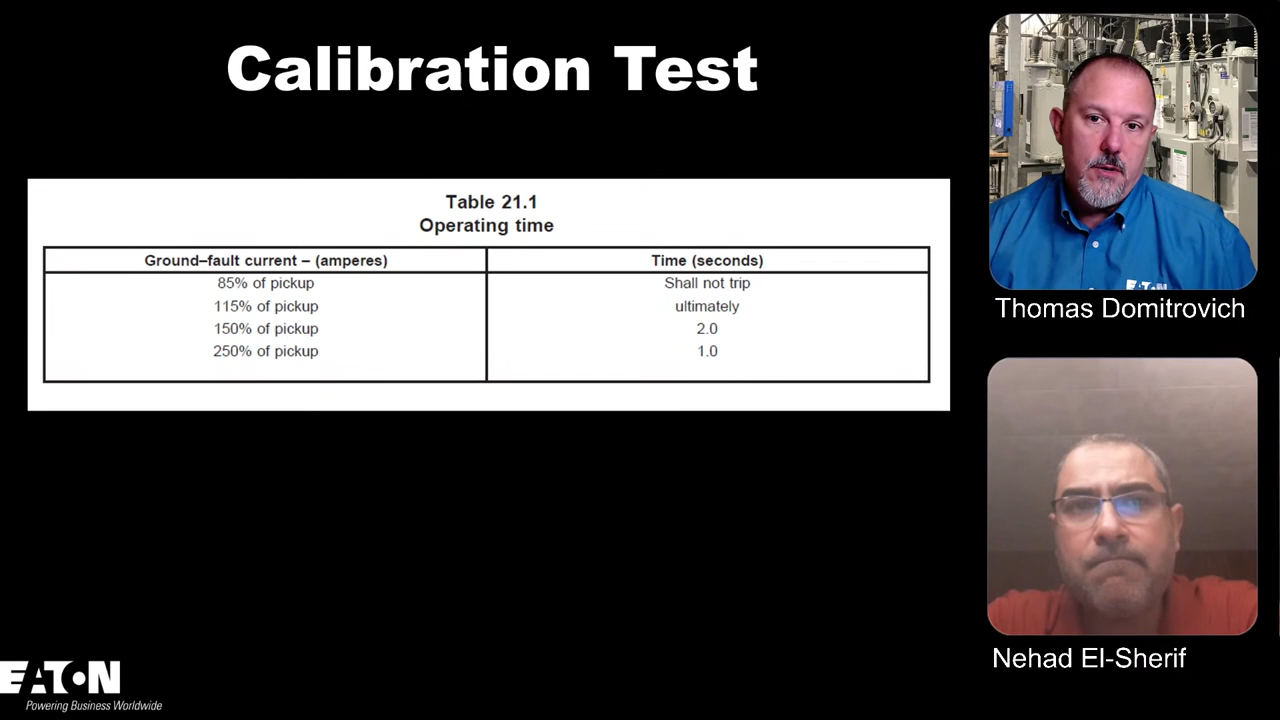 Calibration Test
Table 21.1
Operating time
Ground–fault current – (amperes) Time (seconds)
85% of pickup Shall not trip
115% of pickup ultimately
150% of pickup 2.0
250% of pickup 1.0
EATON
Thomas Domitrovich
Nehad El-Sherif
EATON
Powering Business Worldwide